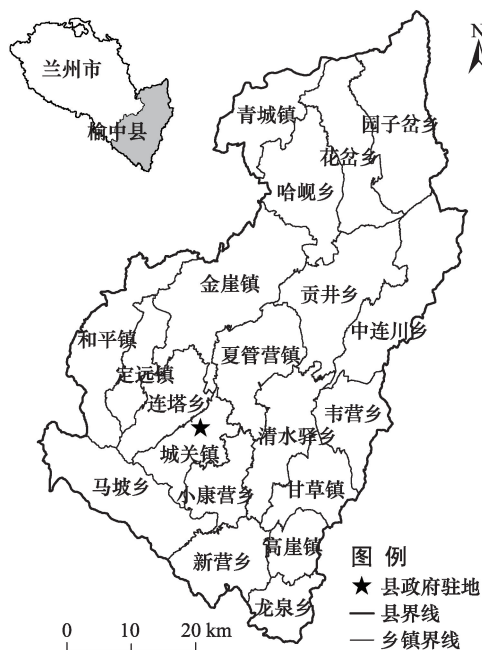 兰州市
榆中县
N
青城镇
园子岔乡
花岔乡
哈岘乡
金崖镇
贡井乡
和平镇
中连川乡
夏管营镇
定远镇
连塔乡
韦营乡
清水驿乡
城关镇
马坡乡
小康营乡
甘草镇
新营乡
高崖镇
龙泉乡
图 例
县政府驻地
县界线
乡镇界线
0 10 20 km